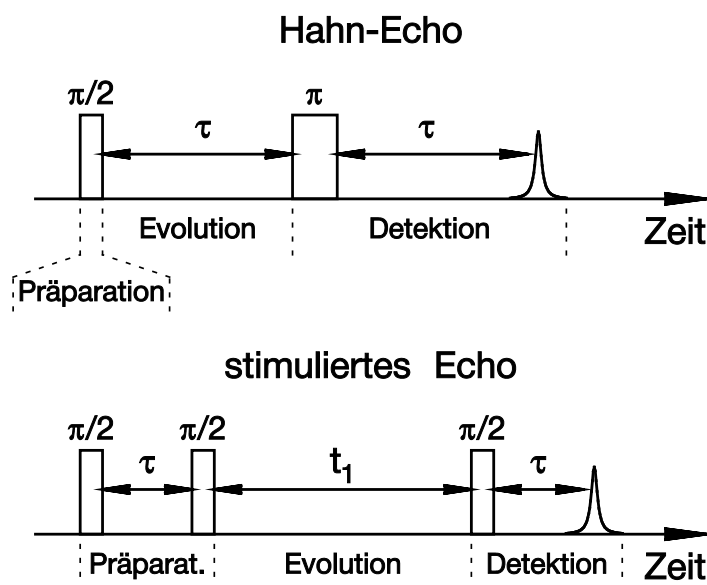 Hahn-Echo
π/2 π
τ τ
Evolution Detektion Zeit
Präparation
stimuliertes Echo
π/2 π/2 π/2
τ t1 τ
Präparat. Evolution Detektion Zeit